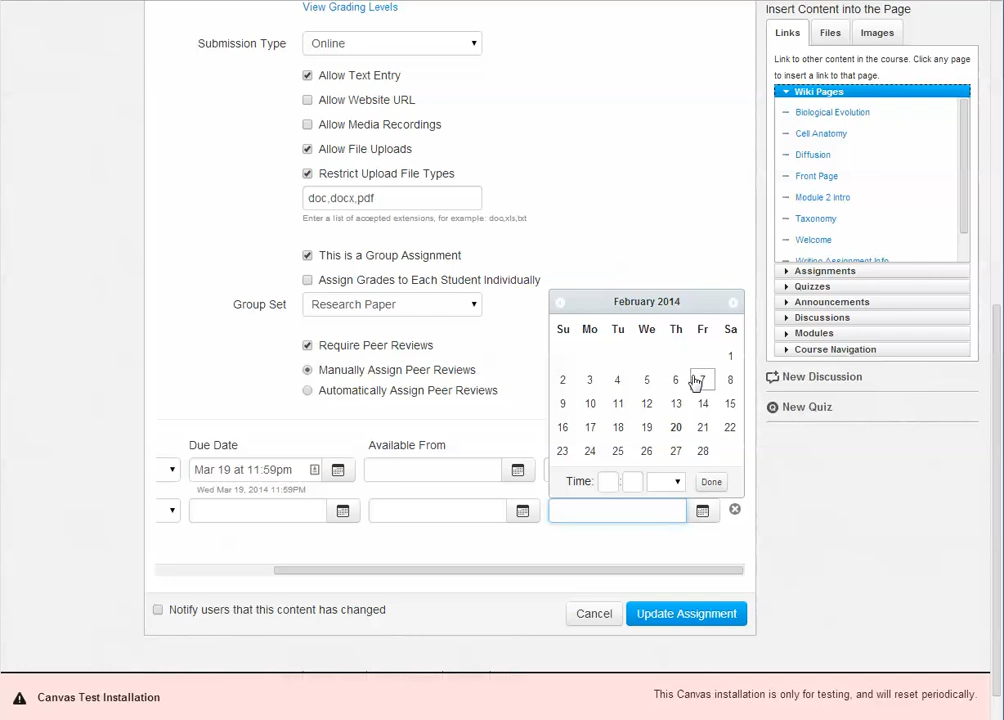 View Grading Levels
Submission Type Online
Allow Text Entry
Allow Website URL
Allow Media Recordings
Allow File Uploads
Restrict Upload File Types
doc,docx,pdf
Enter a list of accepted extensions, for example: doc,xls,txt
This is a Group Assignment
Assign Grades to Each Student Individually
Group Set Research Paper
Require Peer Reviews
Manually Assign Peer Reviews
Automatically Assign Peer Reviews
Due Date Available From
Mar 19 at 11:59pm
Wed Mar 19, 2014 11:59PM
February 2014
Su Mo Tu We Th Fr Sa
1
2 3 4 5 6 7 8
9 10 11 12 13 14 15
16 17 18 19 20 21 22
23 24 25 26 27 28
Time: : Done
Notify users that this content has changed
Cancel Update Assignment
Insert Content into the Page
Links Files Images
Link to other content in the course. Click any page
to insert a link to that page.
Wiki Pages
Biological Evolution
Cell Anatomy
Diffusion
Front Page
Module 2 Intro
Taxonomy
Welcome
Writing Assignment Info
Assignments
Quizzes
Announcements
Discussions
Modules
Course Navigation
New Discussion
New Quiz
Canvas Test Installation
This Canvas installation is only for testing, and will reset periodically.